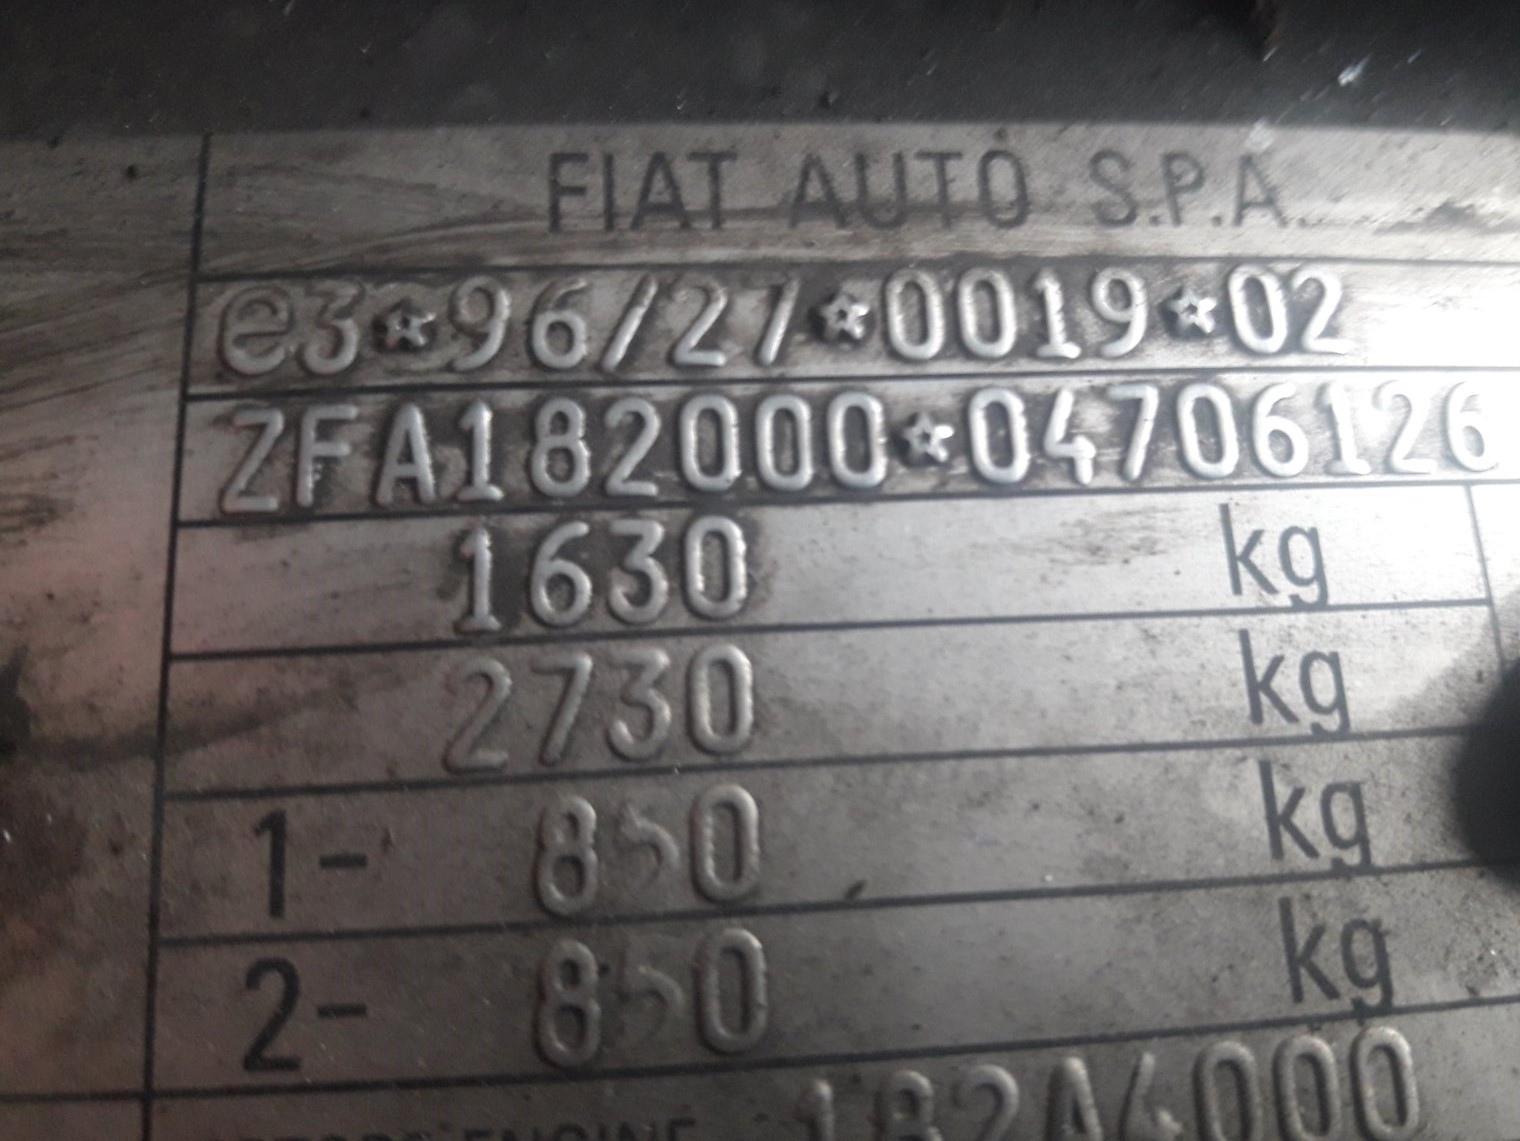 FIAT AUTO S.P.A.
e3*96/27*0019*02
ZFA182000*04706126
1630 kg
2730 kg
1- 850 kg
2- 850 kg
ENGINE 182A4000